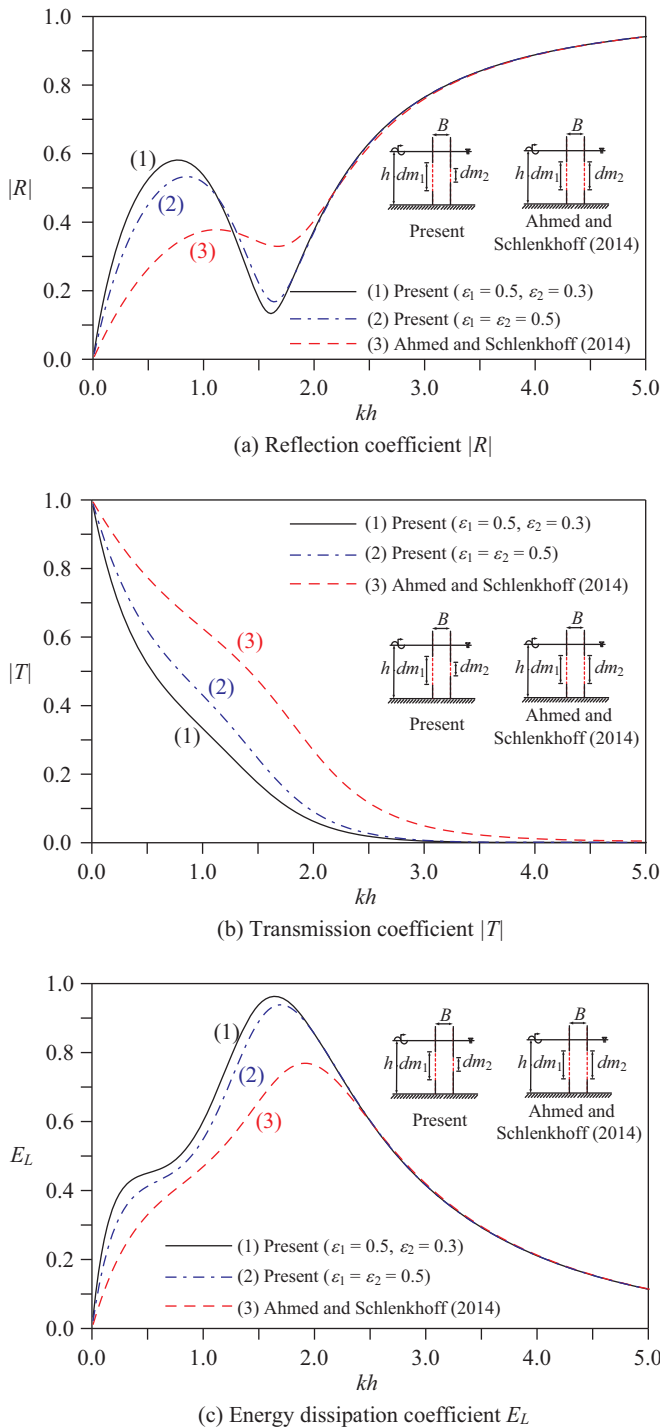 1.0
0.8
0.6
|R|
0.4
0.2
0.0
(1)
(2)
(3)
B
h dm1 dm2
Present
B
h dm1 dm2
Ahmed and
Schlenkhoff (2014)
(1) Present (ε1 = 0.5, ε2 = 0.3)
(2) Present (ε1 = ε2 = 0.5)
(3) Ahmed and Schlenkhoff (2014)
0.0 1.0 2.0 3.0 4.0 5.0
kh
(a) Reflection coefficient |R|
1.0
0.8
0.6
|T|
0.4
0.2
0.0
(1) Present (ε1 = 0.5, ε2 = 0.3)
(2) Present (ε1 = ε2 = 0.5)
(3) Ahmed and Schlenkhoff (2014)
(3)
(2)
(1)
B
h dm1 dm2
Present
B
h dm1 dm2
Ahmed and
Schlenkhoff (2014)
0.0 1.0 2.0 3.0 4.0 5.0
kh
(b) Transmission coefficient |T|
1.0
0.8
0.6
EL
0.4
0.2
0.0
(1)
(2)
(3)
B
h dm1 dm2
Present
B
h dm1 dm2
Ahmed and
Schlenkhoff (2014)
(1) Present (ε1 = 0.5, ε2 = 0.3)
(2) Present (ε1 = ε2 = 0.5)
(3) Ahmed and Schlenkhoff (2014)
0.0 1.0 2.0 3.0 4.0 5.0
kh
(c) Energy dissipation coefficient EL